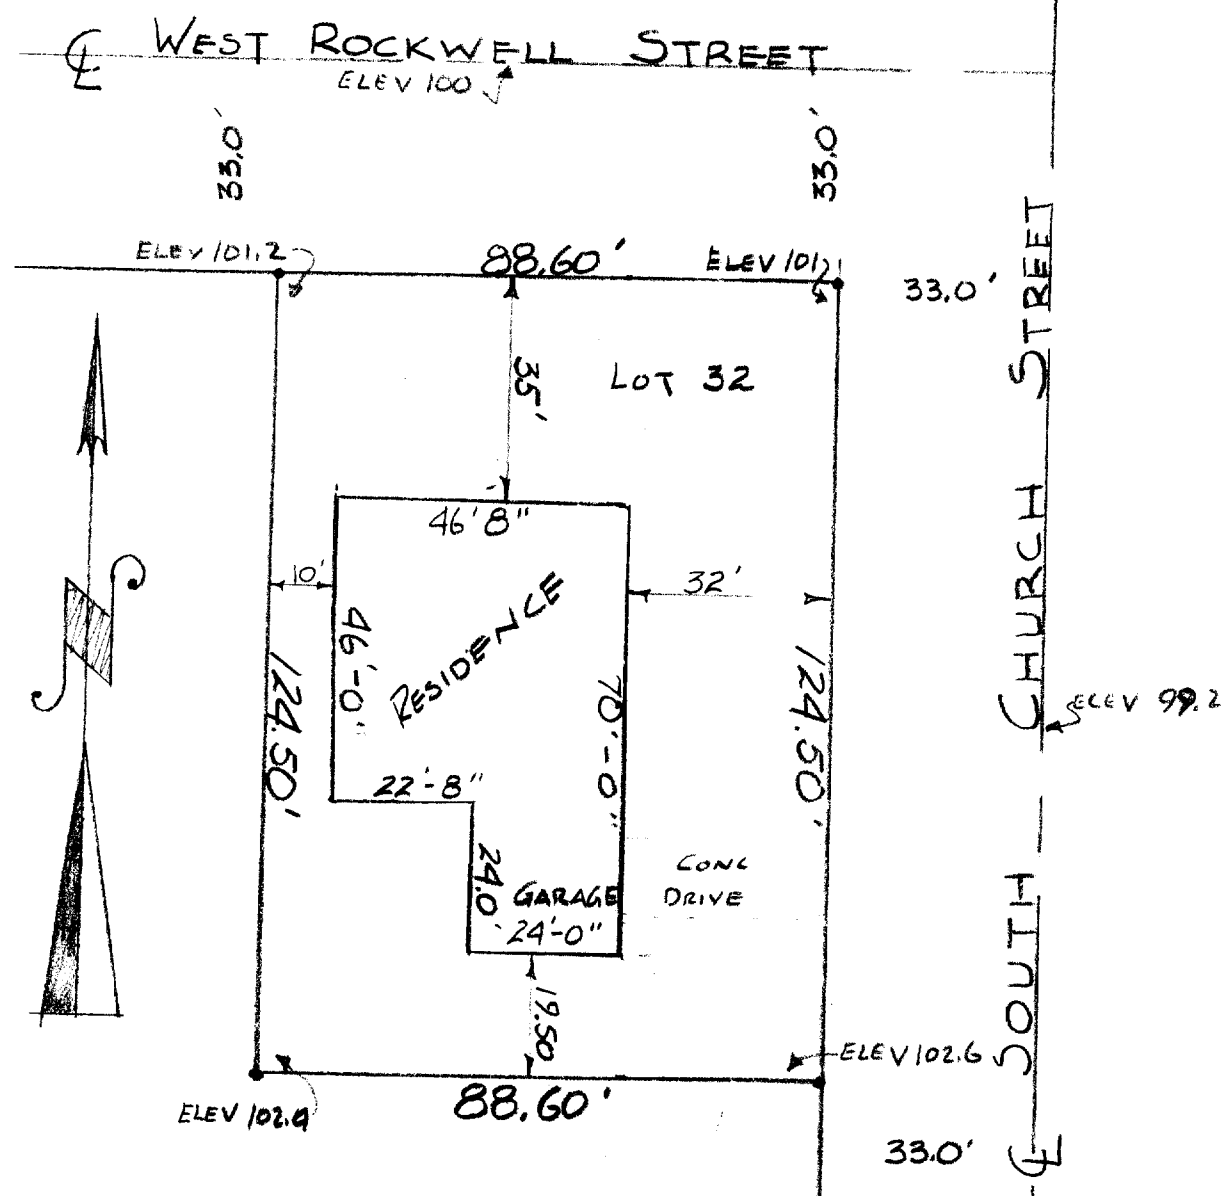 ℄ WEST ROCKWELL STREET
ELEV 100
33.0'
33.0'
ELEV 101.2
88.60'
ELEV 101
33.0'
35'
LOT 32
46'8"
10'
32'
RESIDENCE
46'-0"
70'-0"
124.50'
124.50'
22'-8"
24.0'
GARAGE
24'-0"
CONC
DRIVE
19.50
88.60'
ELEV 102.6
33.0'
℄ SOUTH CHURCH STREET
ELEV 99.2
N